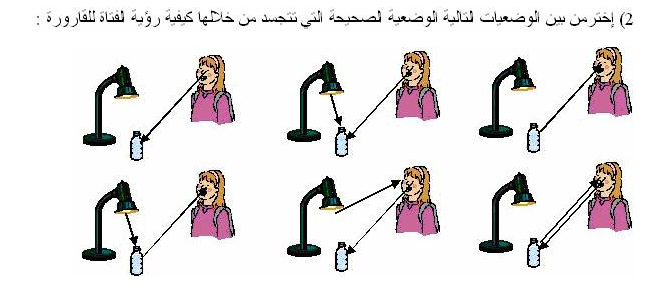 2) إختر من بين الوضعيات التالية الوضعية الصحيحة التي تتجسد من خلالها كيفية رؤية الفتاة للقارورة :